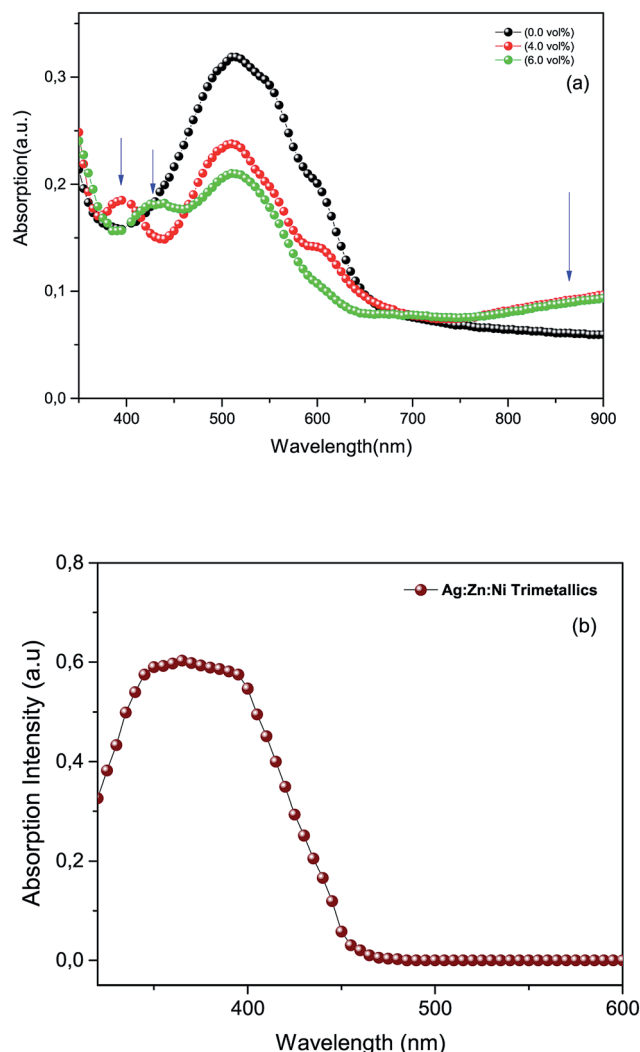 (0.0 vol%)
(4.0 vol%)
(6.0 vol%)
(a)
0,3
0,2
0,1
0,0
Absorption(a.u.)
400 500 600 700 800 900
Wavelength(nm)
Ag:Zn:Ni Trimetallics
(b)
0,8
0,6
0,4
0,2
0,0
Absorption Intensity (a.u)
400 500 600
Wavelength (nm)